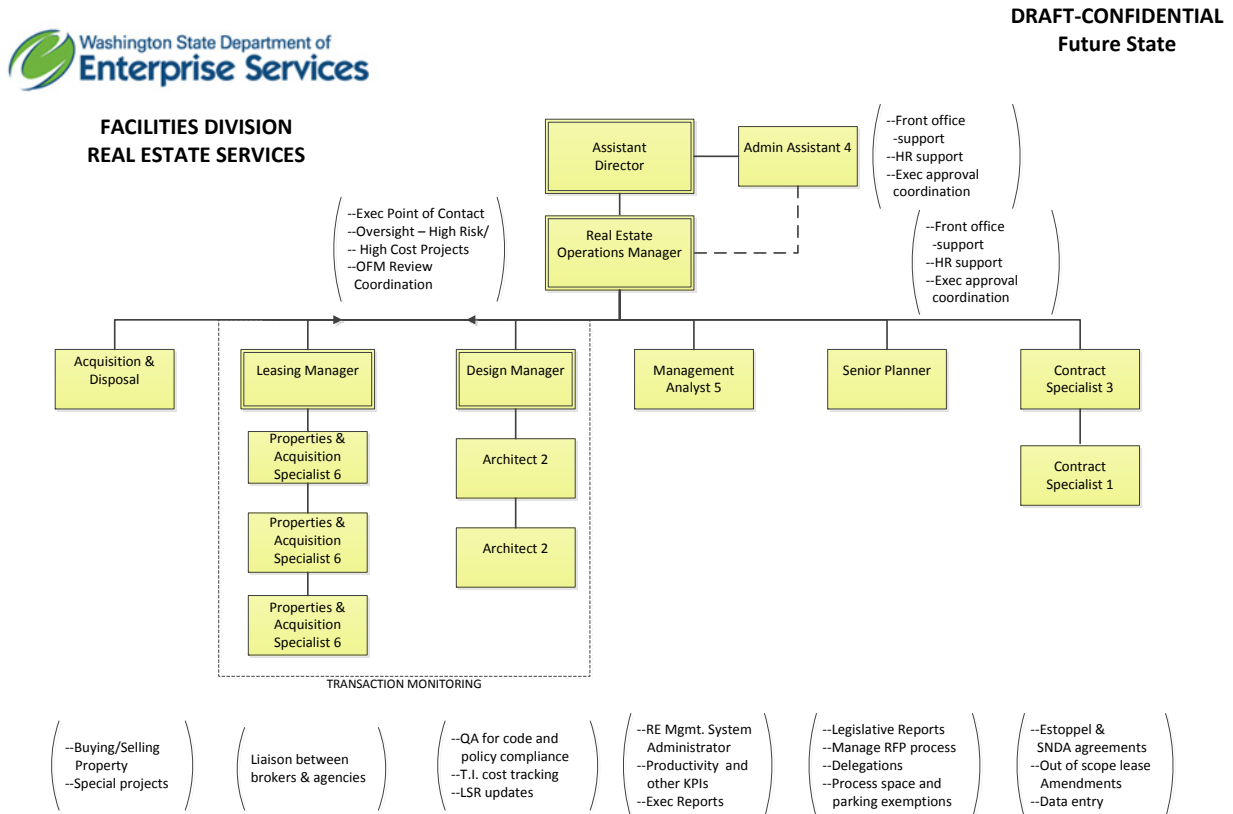 DRAFT-CONFIDENTIAL
Future State
Washington State Department of
Enterprise Services
FACILITIES DIVISION
REAL ESTATE SERVICES
Assistant
Director
Admin Assistant 4
--Front office
-support
--HR support
--Exec approval
coordination
--Exec Point of Contact
--Oversight – High Risk/
-- High Cost Projects
--OFM Review
Coordination
Real Estate
Operations Manager
--Front office
-support
--HR support
--Exec approval
coordination
Acquisition &
Disposal
Leasing Manager
Design Manager
Management
Analyst 5
Senior Planner
Contract
Specialist 3
Properties &
Acquisition
Specialist 6
Architect 2
Contract
Specialist 1
Properties &
Acquisition
Specialist 6
Architect 2
Properties &
Acquisition
Specialist 6
TRANSACTION MONITORING
--Buying/Selling
Property
--Special projects
Liaison between
brokers & agencies
--QA for code and
policy compliance
--T.I. cost tracking
--LSR updates
--RE Mgmt. System
Administrator
--Productivity and
other KPIs
--Exec Reports
--Legislative Reports
--Manage RFP process
--Delegations
--Process space and
parking exemptions
--Estoppel &
SNDA agreements
--Out of scope lease
Amendments
--Data entry